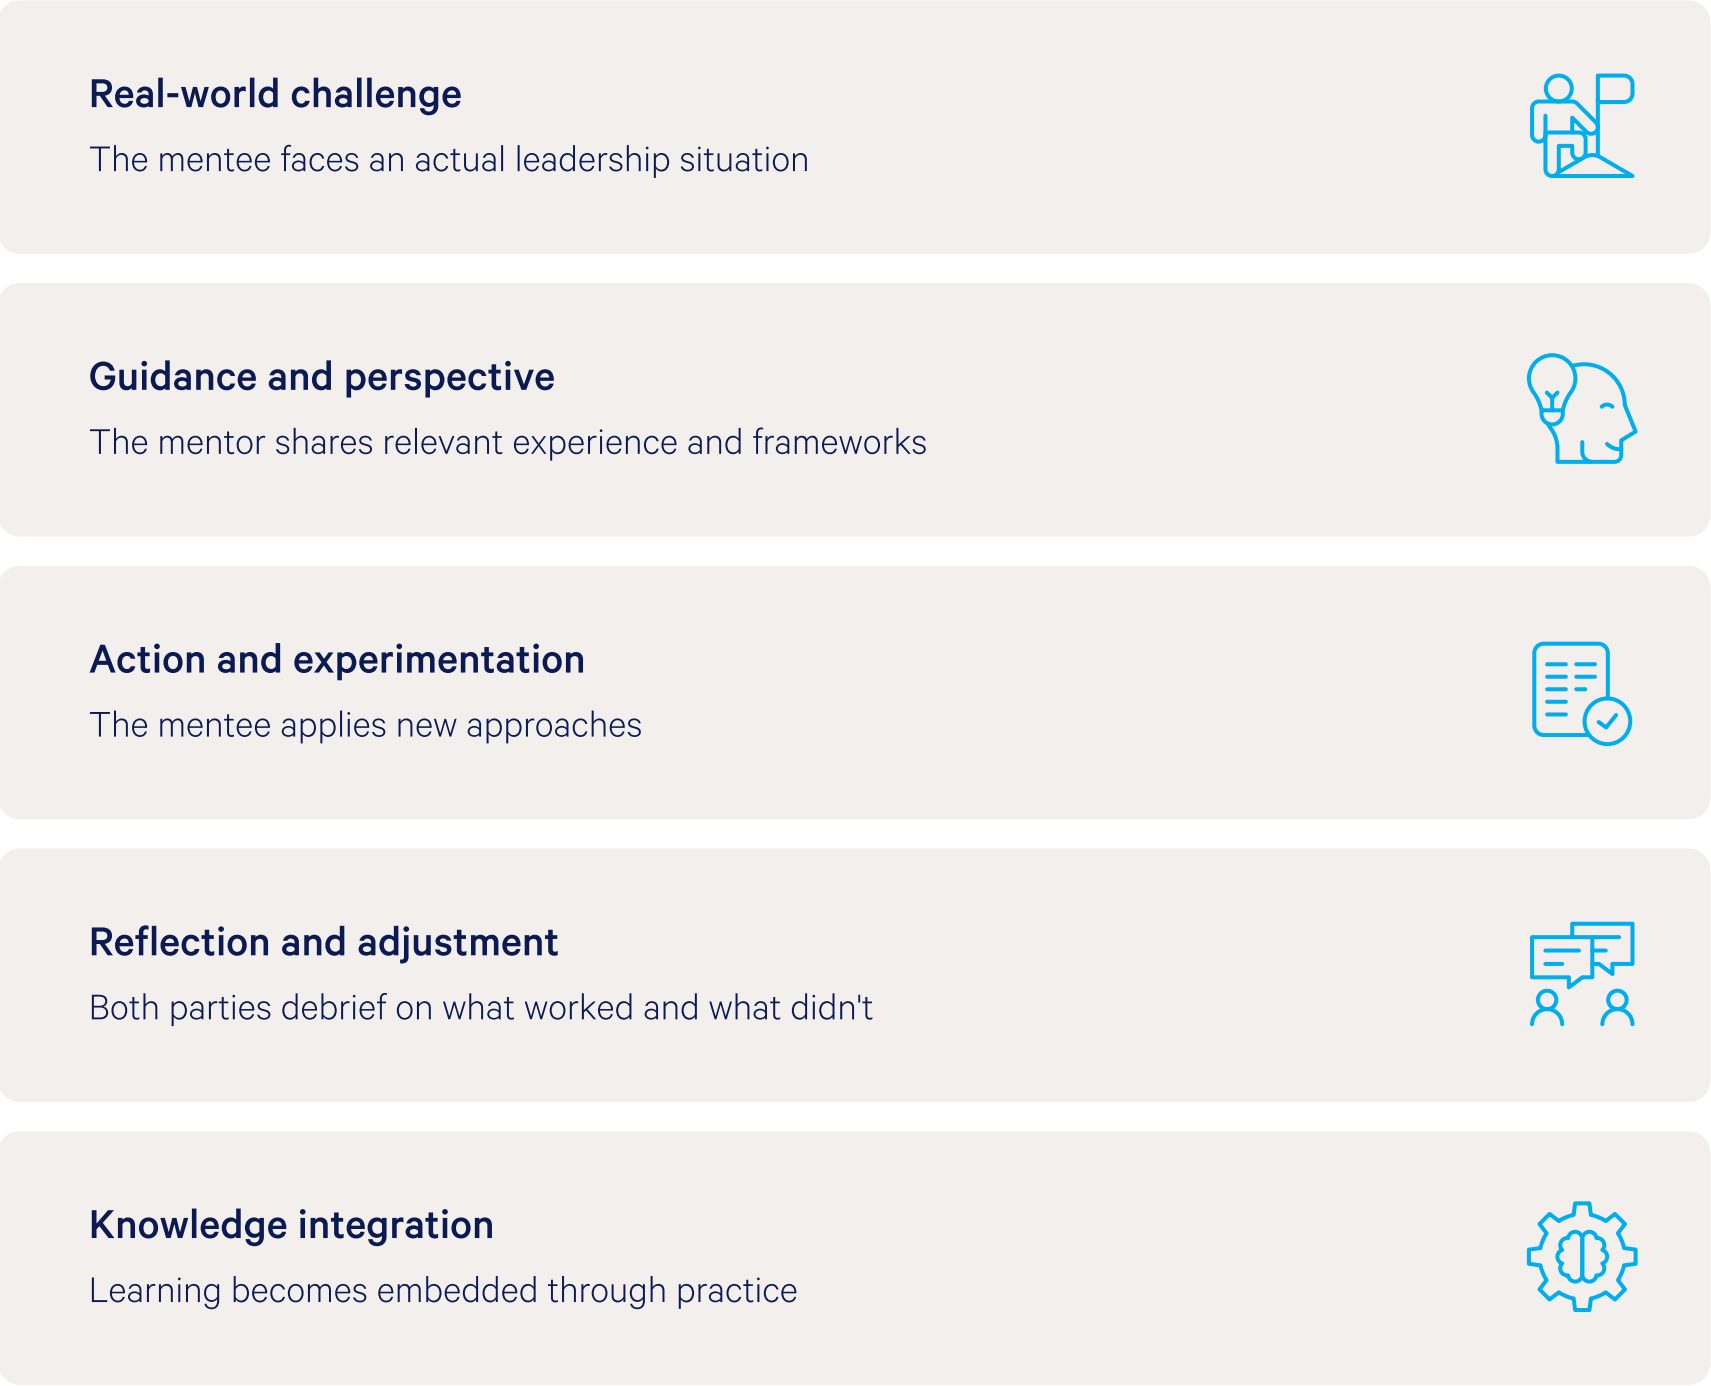 Real-world challenge
The mentee faces an actual leadership situation
Guidance and perspective
The mentor shares relevant experience and frameworks
Action and experimentation
The mentee applies new approaches
Reflection and adjustment
Both parties debrief on what worked and what didn't
Knowledge integration
Learning becomes embedded through practice